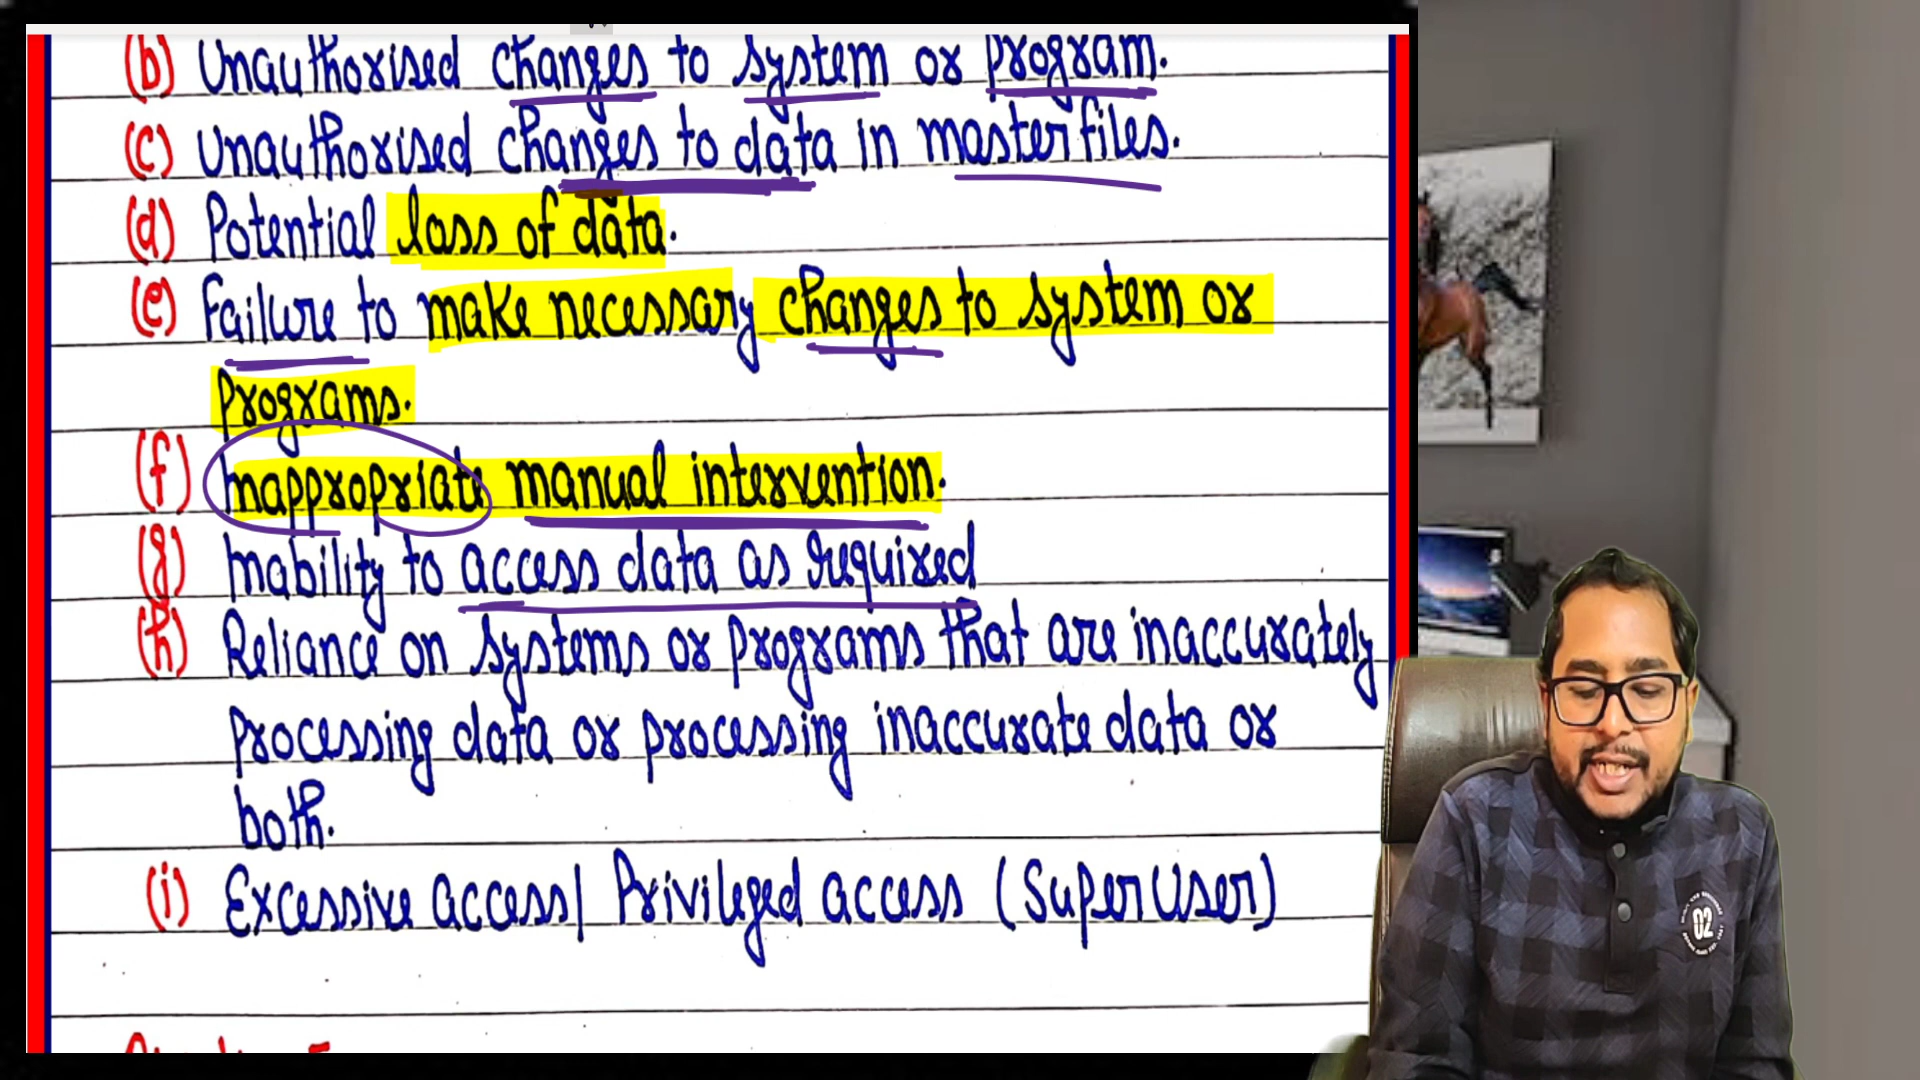 (b) Unauthorised changes to system or program.
(c) Unauthorised changes to data in master files.
(d) Potential loss of data.
(e) Failure to make necessary changes to system or
programs.
(f) Inappropriate manual intervention.
(g) Inability to access data as required
(h) Reliance on systems or programs that are inaccurately
processing data or processing inaccurate data or
both.
(i) Excessive access/ Privileged access (Super User)
02